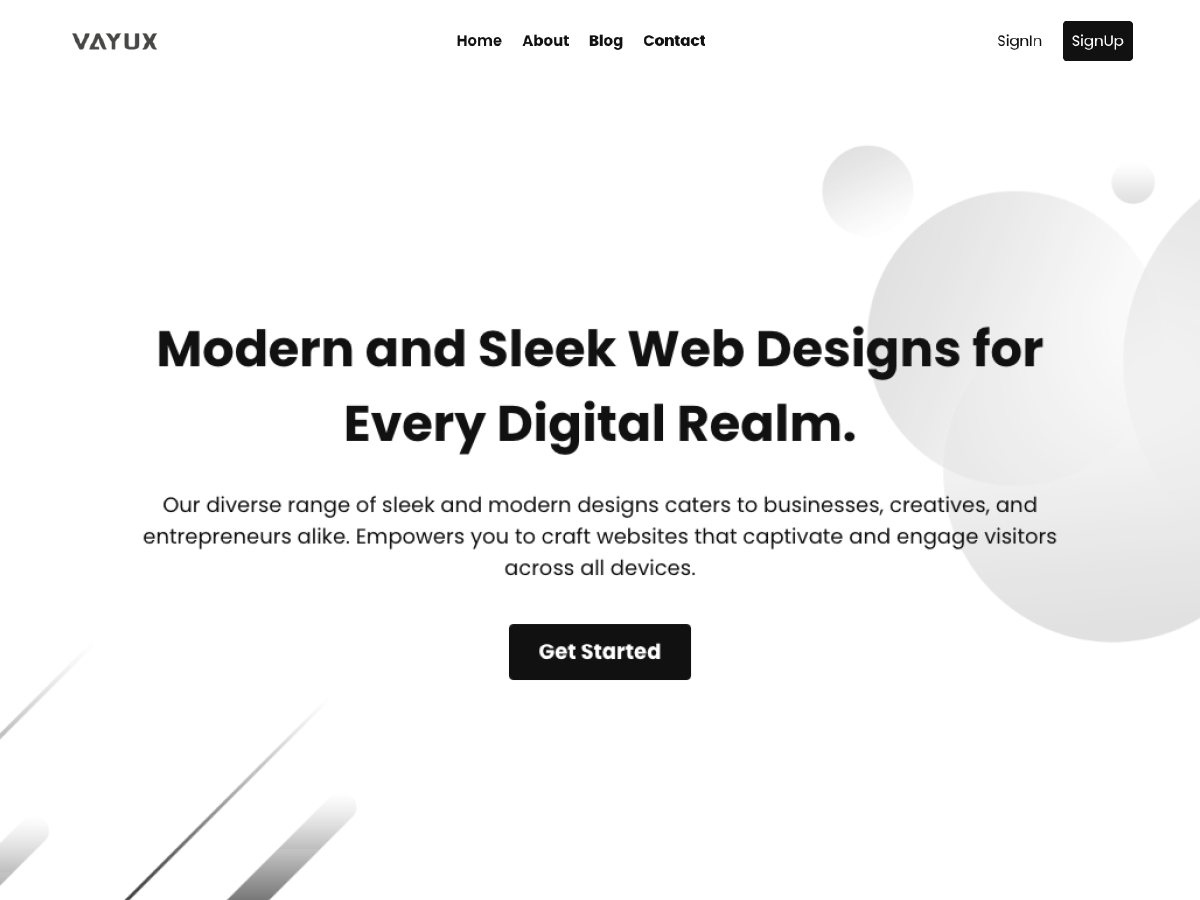 VAYUX
Home About Blog Contact
SignIn SignUp
Modern and Sleek Web Designs for
Every Digital Realm.
Our diverse range of sleek and modern designs caters to businesses, creatives, and
entrepreneurs alike. Empowers you to craft websites that captivate and engage visitors
across all devices.
Get Started